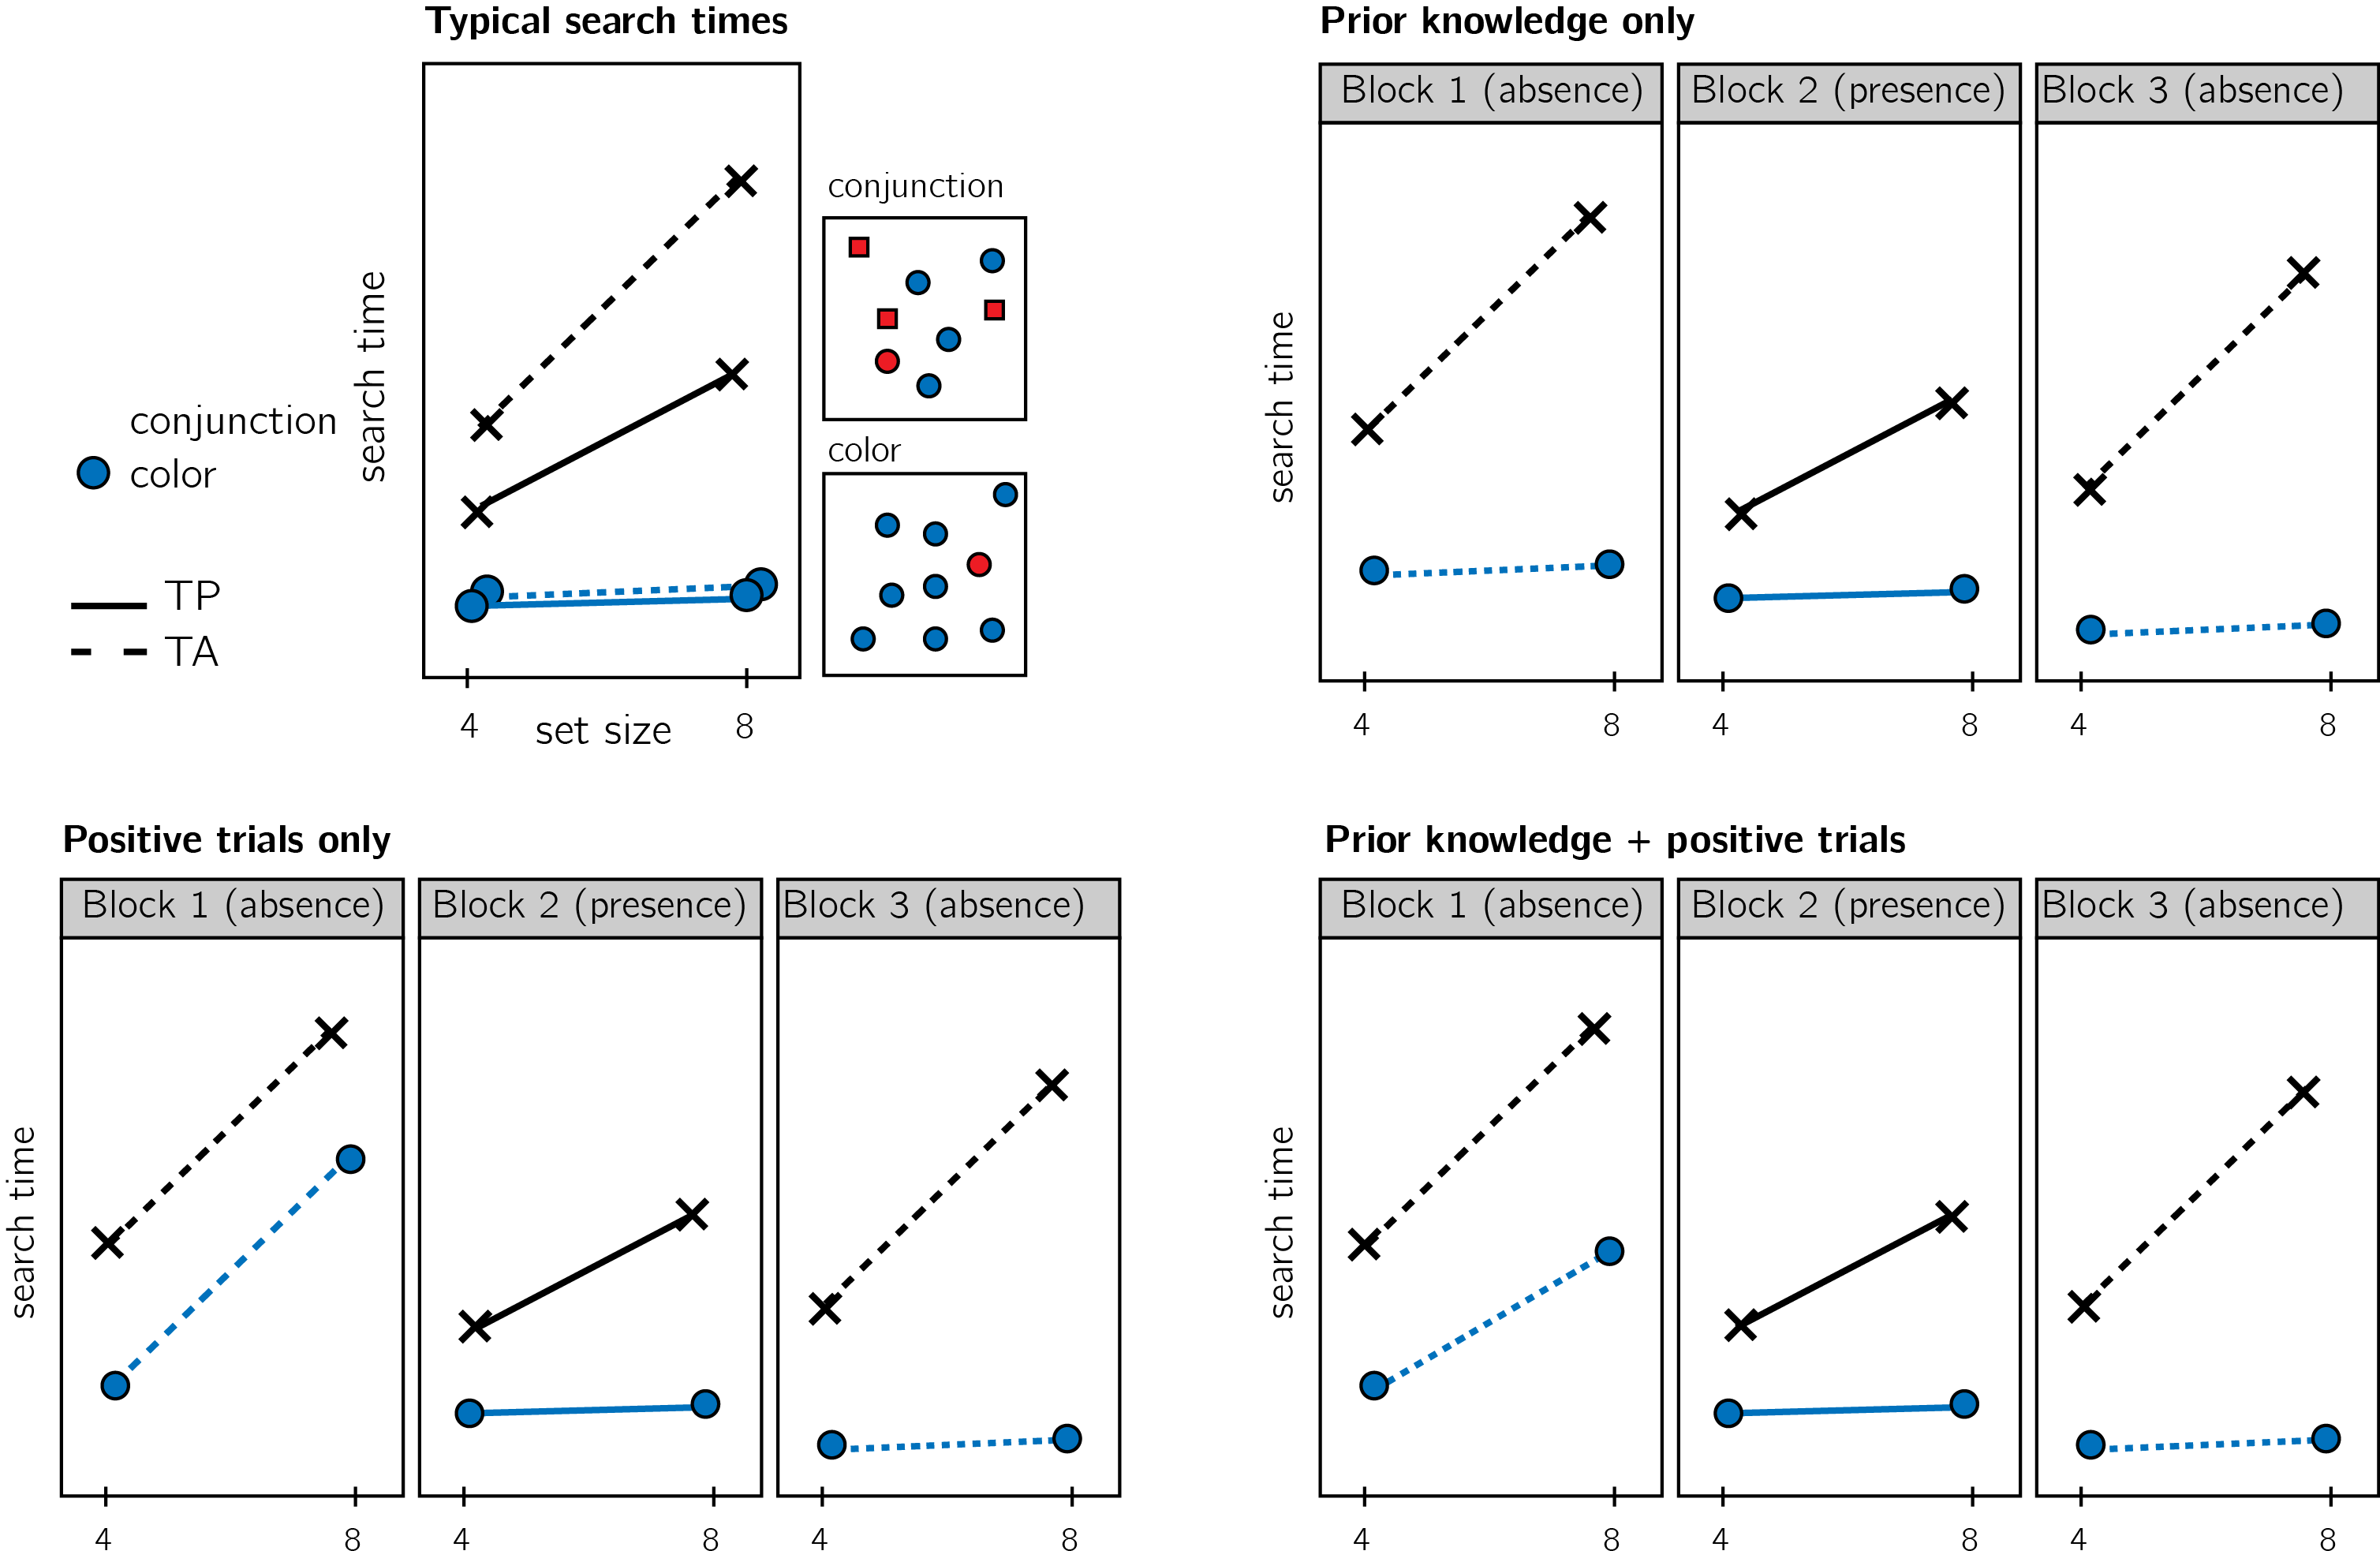 Typical search times
search time
conjunction
color
TP
TA
4
set size
8
conjunction
color
Prior knowledge only
search time
Block 1 (absence)
Block 2 (presence)
Block 3 (absence)
4
8
4
8
4
8
Positive trials only
search time
Block 1 (absence)
Block 2 (presence)
Block 3 (absence)
4
8
4
8
4
8
Prior knowledge + positive trials
search time
Block 1 (absence)
Block 2 (presence)
Block 3 (absence)
4
8
4
8
4
8